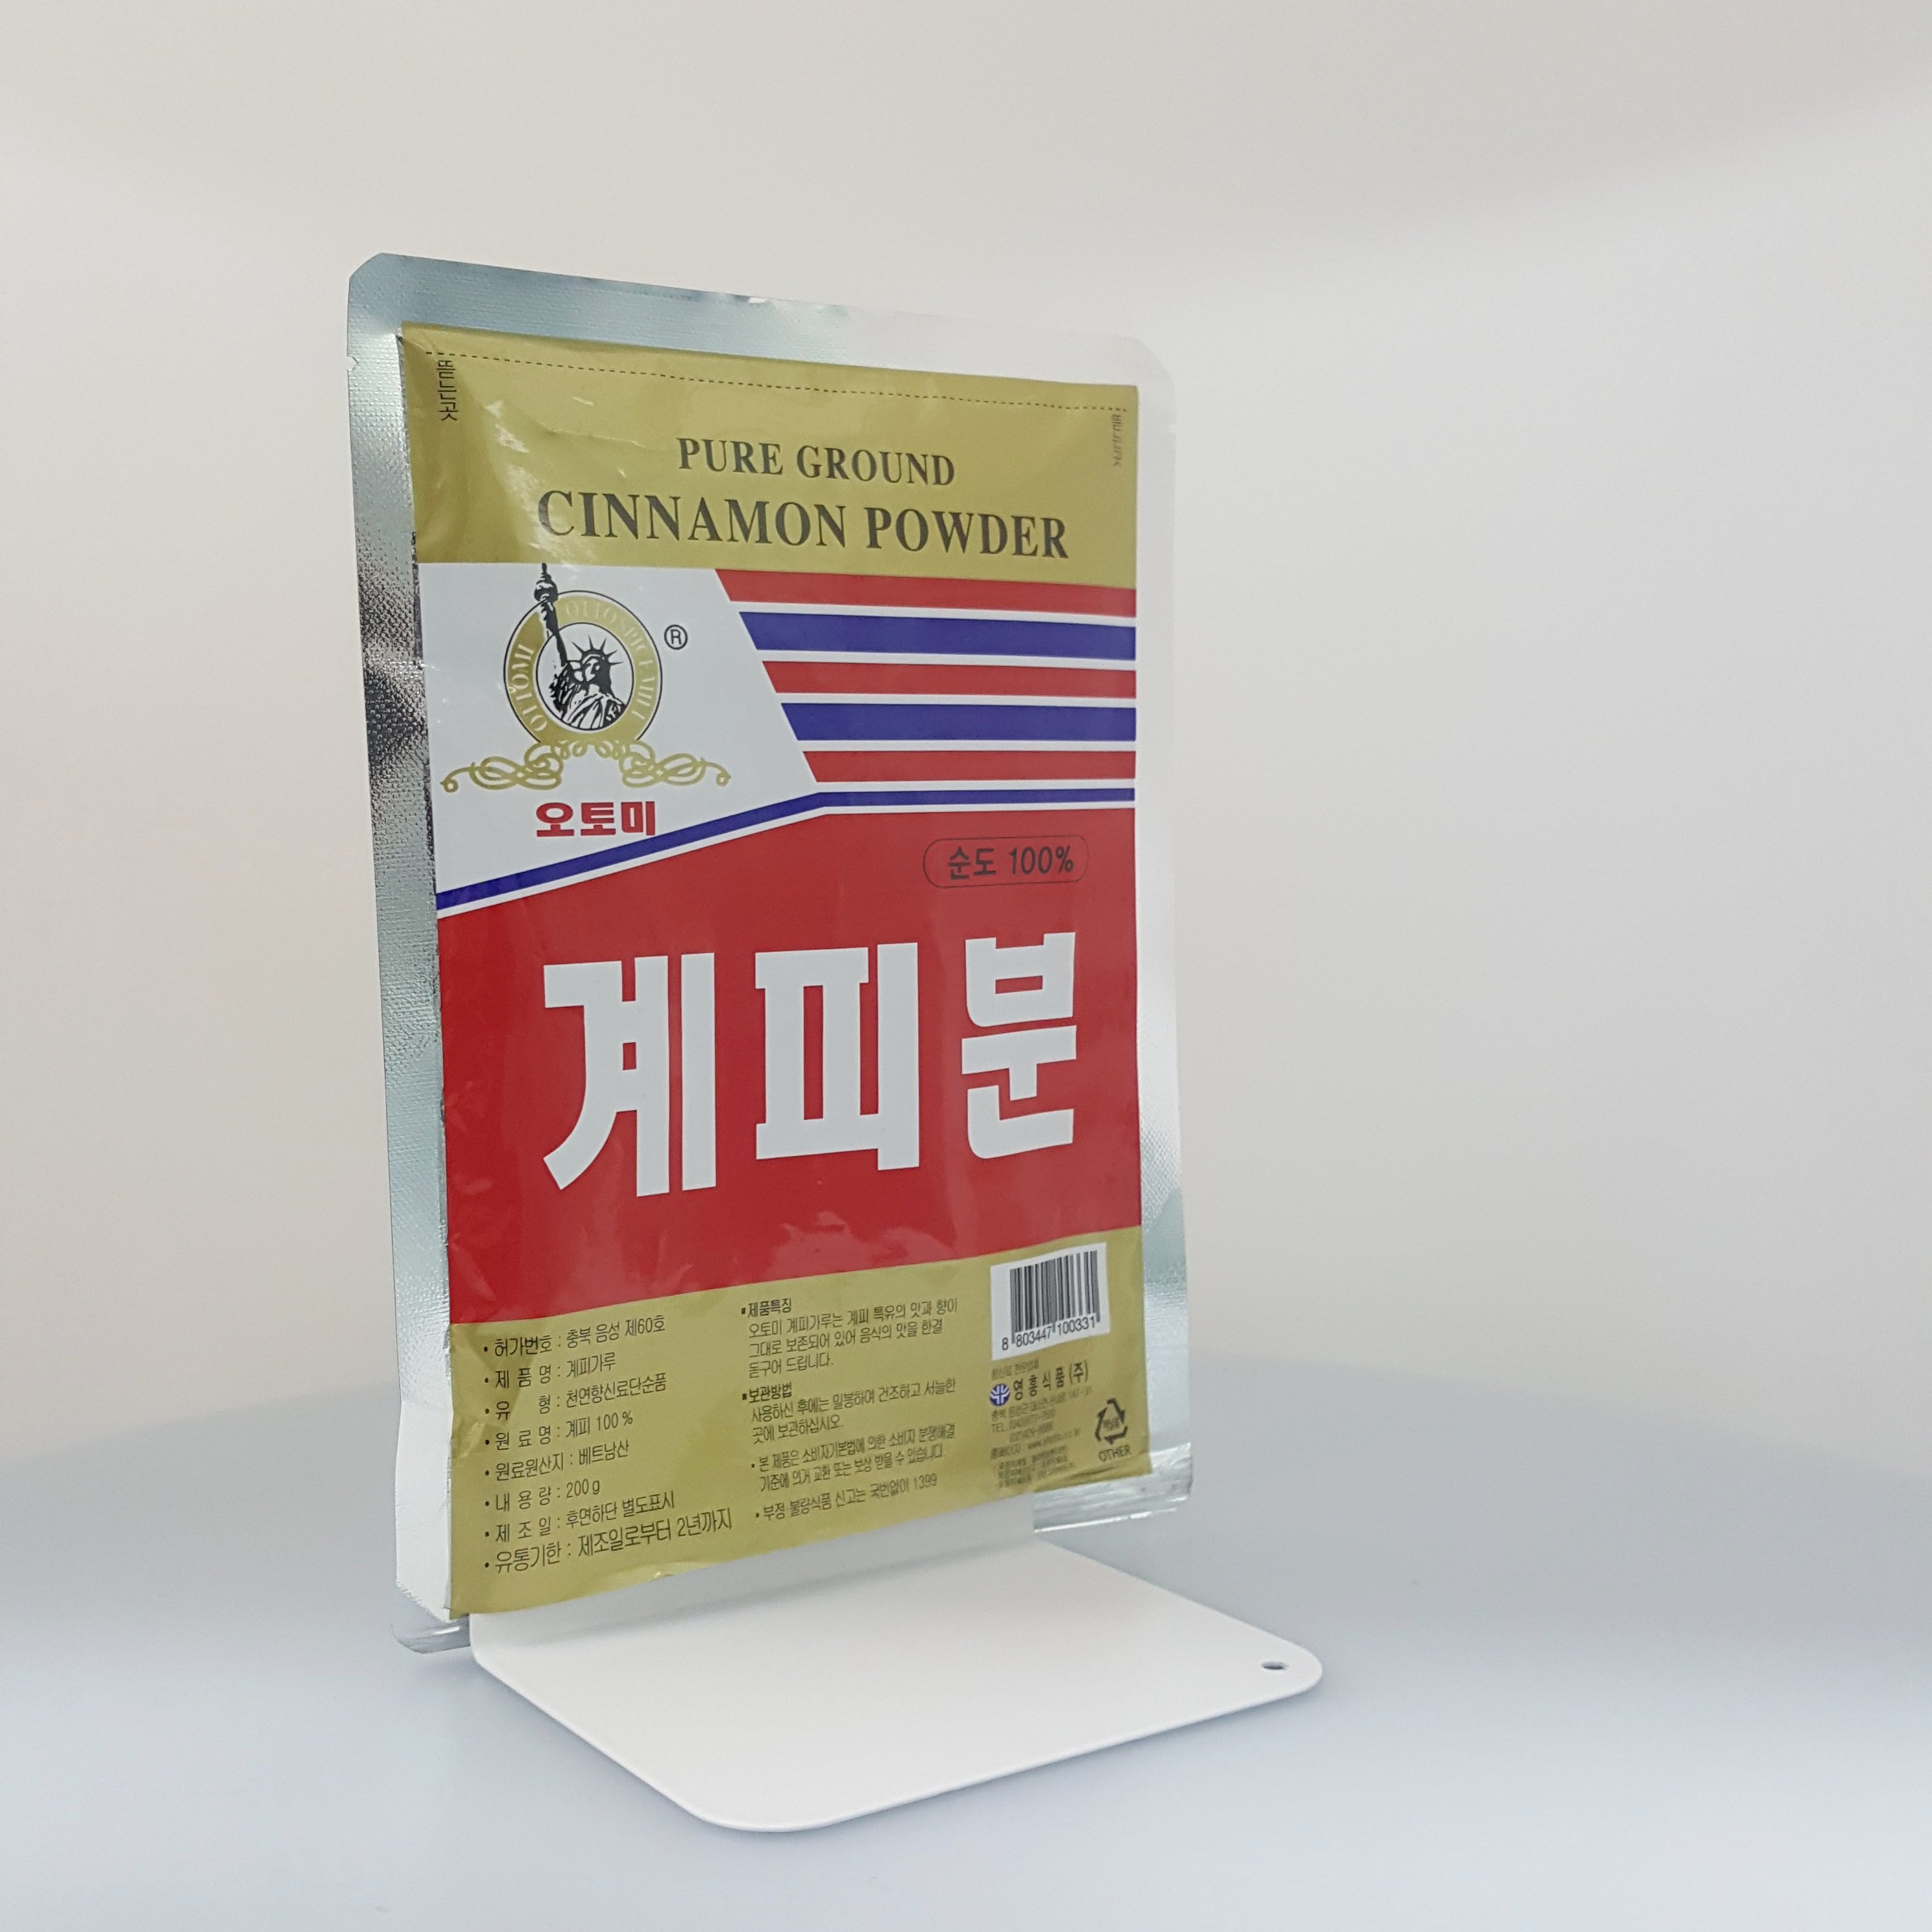 뜯는곳
PURE GROUND
CINNAMON POWDER
OTTOMI OTTO SPICE MILL
®
오토미
순도 100%
계피분
• 허가번호 : 충북 음성 제60호
• 제 품 명 : 계피가루
• 유 형 : 천연향신료단순품
• 원 료 명 : 계피 100 %
• 원료원산지 : 베트남산
• 내 용 량 : 200g
• 제 조 일 : 후면하단 별도표시
• 유통기한 : 제조일로부터 2년까지
▪제품특징
오토미 계피가루는 계피 특유의 맛과 향이
그대로 보존되어 있어 음식의 맛을 한결
돋구어 드립니다.
▪보관방법
사용하신 후에는 밀봉하여 건조하고 서늘한
곳에 보관하십시오.
• 본 제품은 소비자기본법에 의한 소비자 분쟁해결
기준에 의거 교환 또는 보상 받을 수 있습니다
• 부정·불량식품 신고는 국번없이 1399
8 803447 100331
영흥식품(주)
OTHER